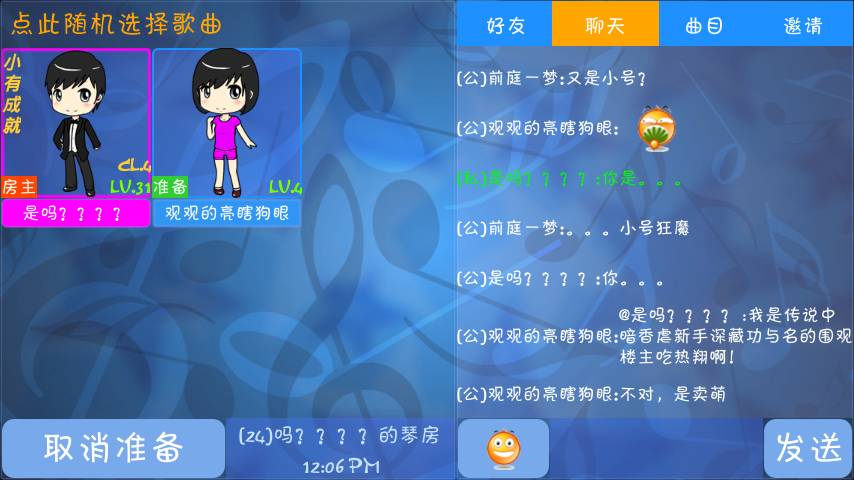 点此随机选择歌曲
好友
聊天
曲目
邀请
小有成就
CL.4
房主
LV.31
准备
LV.4
是吗？？？？
观观的亮瞎狗眼
(公)前庭一梦:又是小号？
(公)观观的亮瞎狗眼:
(私)是吗？？？？:你是。。。
(公)前庭一梦:。。。小号狂魔
(公)是吗？？？？:你。。。
(公)观观的亮瞎狗眼:@是吗？？？？ :我是传说中
暗香虐新手深藏功与名的围观
楼主吃热翔啊!
(公)观观的亮瞎狗眼:不对，是卖萌
取消准备
(24)吗？？？？的琴房
12:06 PM
发送